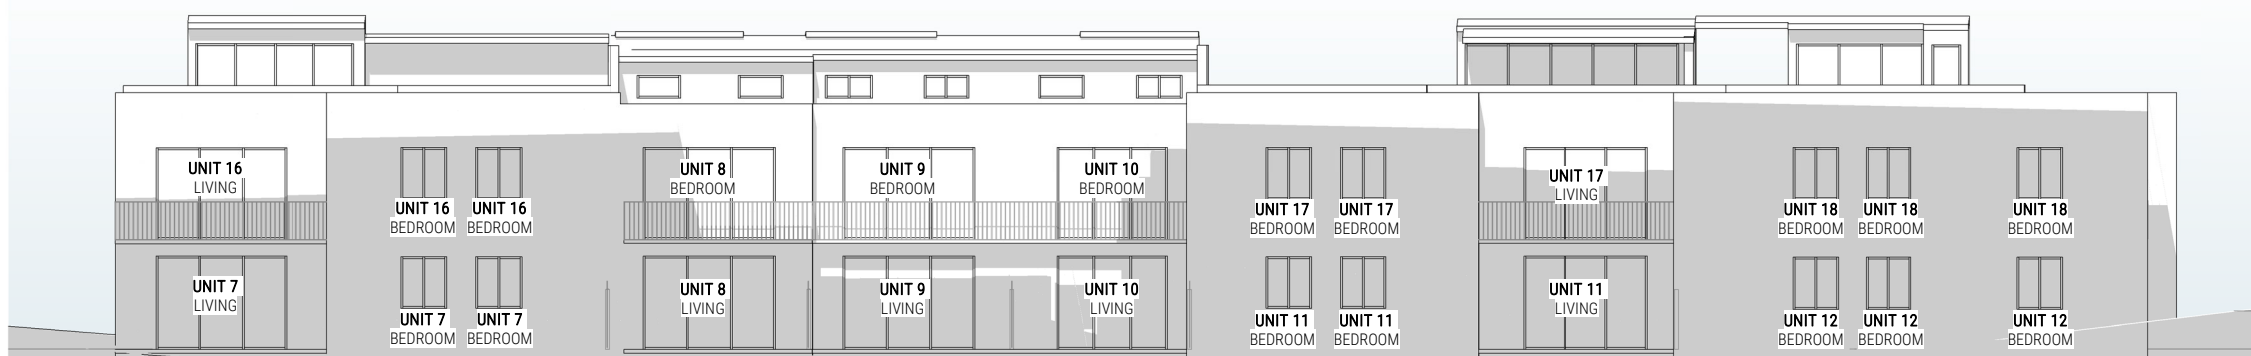 UNIT 16
LIVING
UNIT 16
BEDROOM
UNIT 16
BEDROOM
UNIT 8
BEDROOM
UNIT 9
BEDROOM
UNIT 10
BEDROOM
UNIT 17
BEDROOM
UNIT 17
BEDROOM
UNIT 17
LIVING
UNIT 18
BEDROOM
UNIT 18
BEDROOM
UNIT 18
BEDROOM
UNIT 7
LIVING
UNIT 7
BEDROOM
UNIT 7
BEDROOM
UNIT 8
LIVING
UNIT 9
LIVING
UNIT 10
LIVING
UNIT 11
BEDROOM
UNIT 11
BEDROOM
UNIT 11
LIVING
UNIT 12
BEDROOM
UNIT 12
BEDROOM
UNIT 12
BEDROOM